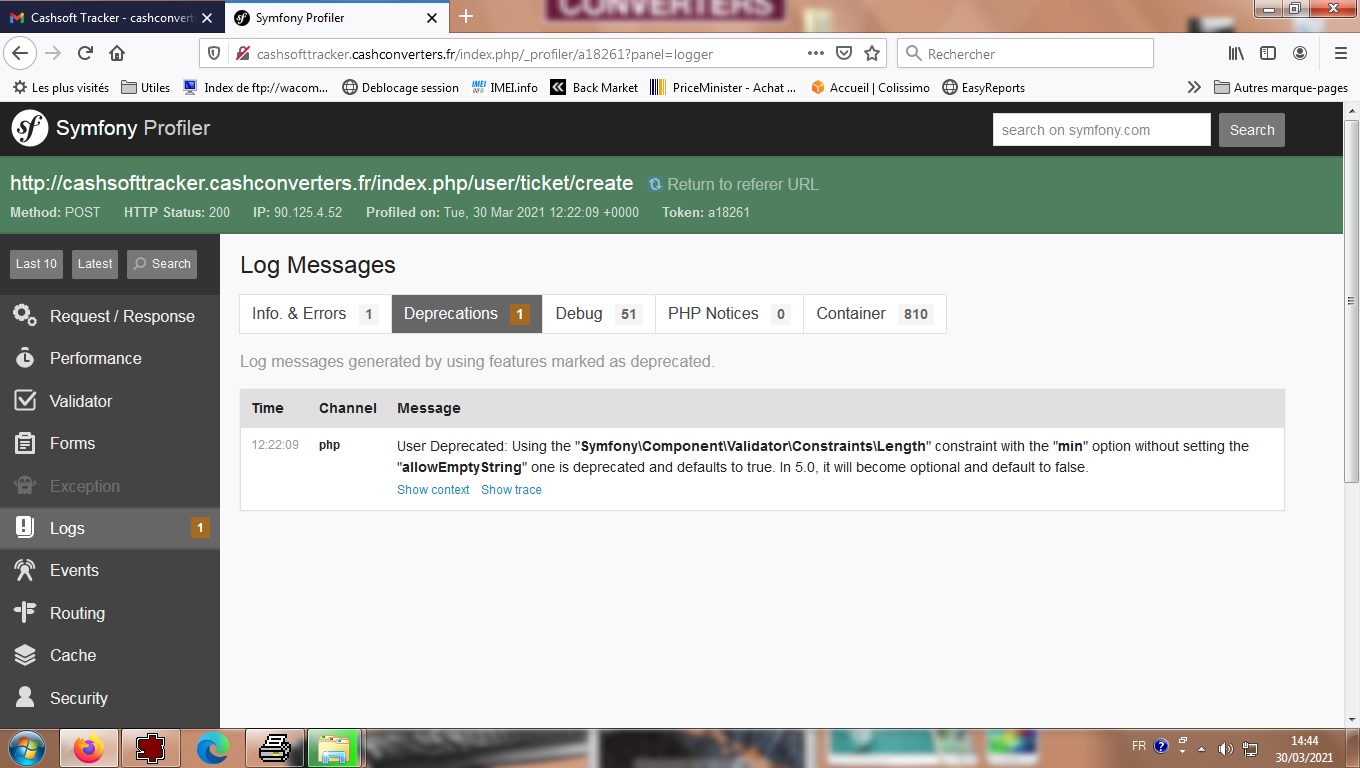 CONVERTERS
Cashsoft Tracker - cashconvert
Symfony Profiler
cashsofttracker.cashconverters.fr/index.php/_profiler/a18261?panel=logger
Rechercher
Les plus visités
Utiles
Index de ftp://wacom...
Deblocage session
IMEI.info
Back Market
PriceMinister - Achat ...
Accueil | Colissimo
EasyReports
Autres marque-pages
sf
Symfony Profiler
search on symfony.com
Search
http://cashsofttracker.cashconverters.fr/index.php/user/ticket/create
Return to referer URL
Method: POST
HTTP Status: 200
IP: 90.125.4.52
Profiled on: Tue, 30 Mar 2021 12:22:09 +0000
Token: a18261
Last 10
Latest
Search
Request / Response
Performance
Validator
Forms
Exception
Logs 1
Events
Routing
Cache
Security
Log Messages
Info. & Errors 1
Deprecations 1
Debug 51
PHP Notices 0
Container 810
Log messages generated by using features marked as deprecated.
Time
Channel
Message
12:22:09
php
User Deprecated: Using the "Symfony\Component\Validator\Constraints\Length" constraint with the "min" option without setting the
"allowEmptyString" one is deprecated and defaults to true. In 5.0, it will become optional and default to false.
Show context
Show trace
FR
14:44
30/03/2021